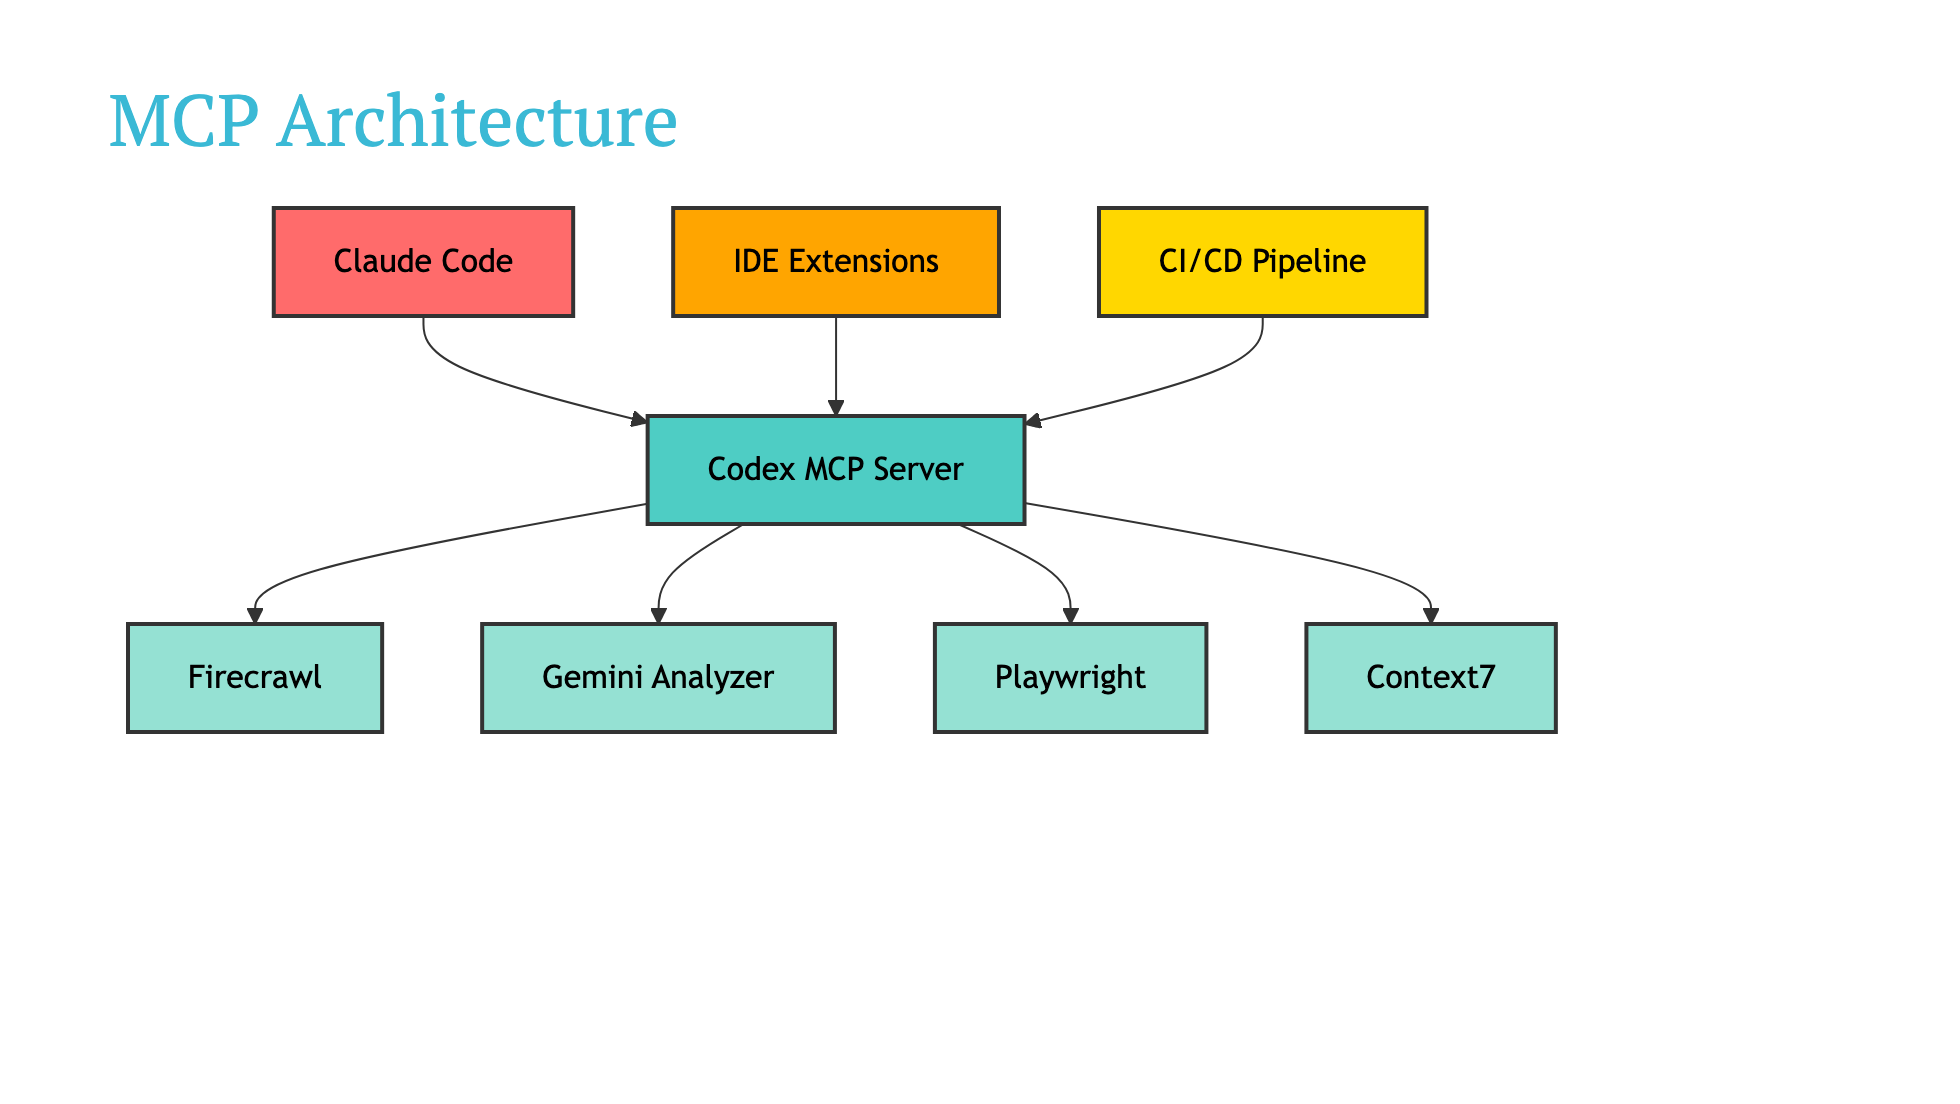 MCP Architecture
Claude Code
IDE Extensions
CI/CD Pipeline
Codex MCP Server
Firecrawl
Gemini Analyzer
Playwright
Context7